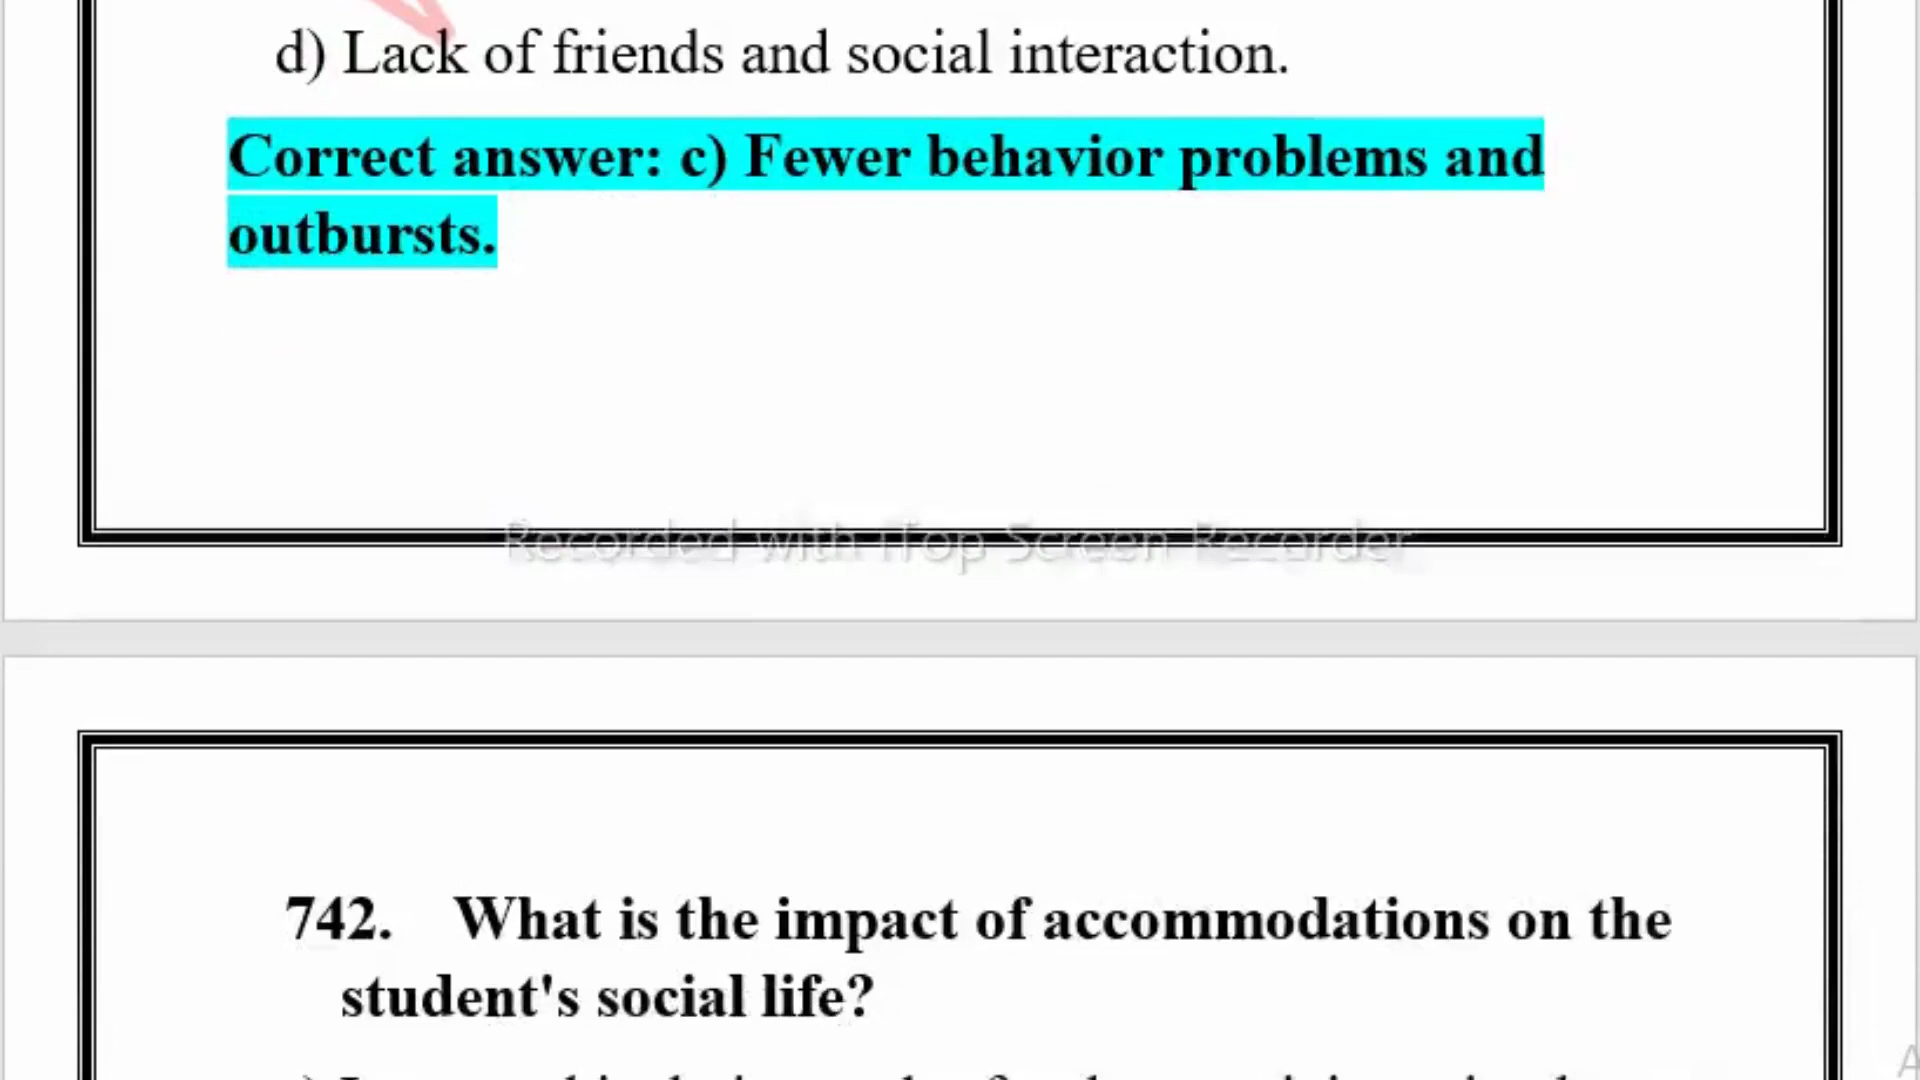 d) Lack of friends and social interaction.
Correct answer: c) Fewer behavior problems and
outbursts.
Recorded with iTop Screen Recorder
742. What is the impact of accommodations on the
student's social life?